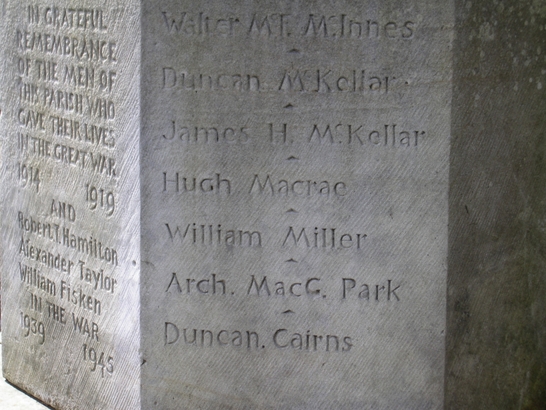 IN GRATEFUL
REMEMBRANCE
OF THE MEN OF
THIS PARISH WHO
GAVE THEIR LIVES
IN THE GREAT WAR
1914 1919
AND
Robert T. Hamilton
Alexander Taylor
William Fisken
IN THE WAR
1939 1945
Walter McT. McInnes
Duncan McKellar
James H. McKellar
Hugh Macrae
William Miller
Arch. MacG. Park
Duncan. Cairns